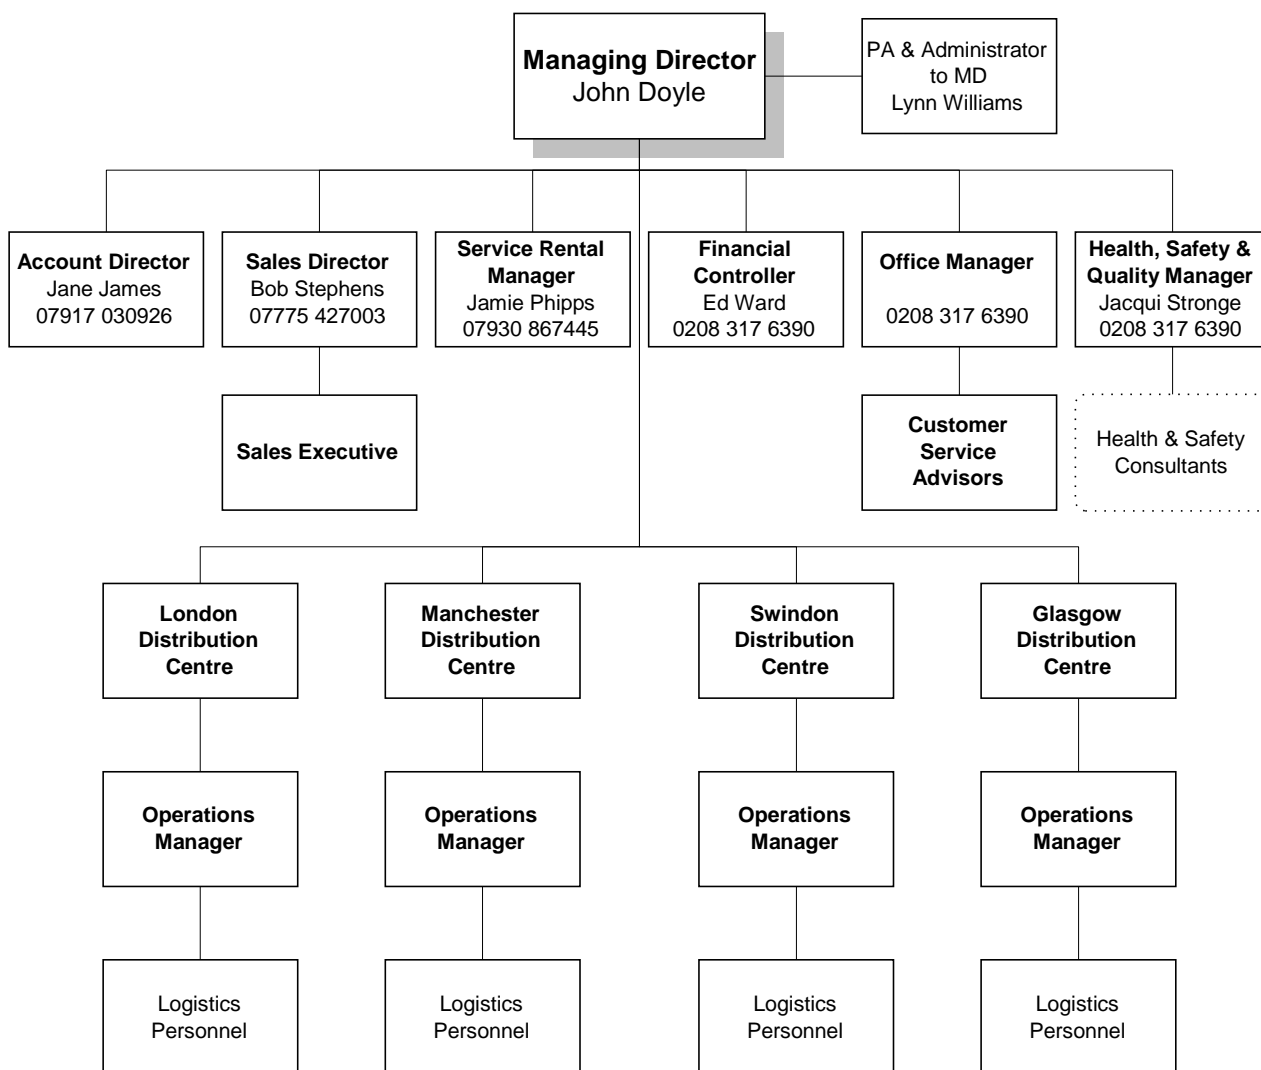 Managing Director
John Doyle
PA & Administrator
to MD
Lynn Williams
Account Director
Jane James
07917 030926
Sales Director
Bob Stephens
07775 427003
Service Rental
Manager
Jamie Phipps
07930 867445
Financial
Controller
Ed Ward
0208 317 6390
Office Manager
0208 317 6390
Health, Safety &
Quality Manager
Jacqui Stronge
0208 317 6390
Sales Executive
Customer
Service
Advisors
Health & Safety
Consultants
London
Distribution
Centre
Manchester
Distribution
Centre
Swindon
Distribution
Centre
Glasgow
Distribution
Centre
Operations
Manager
Operations
Manager
Operations
Manager
Operations
Manager
Logistics
Personnel
Logistics
Personnel
Logistics
Personnel
Logistics
Personnel